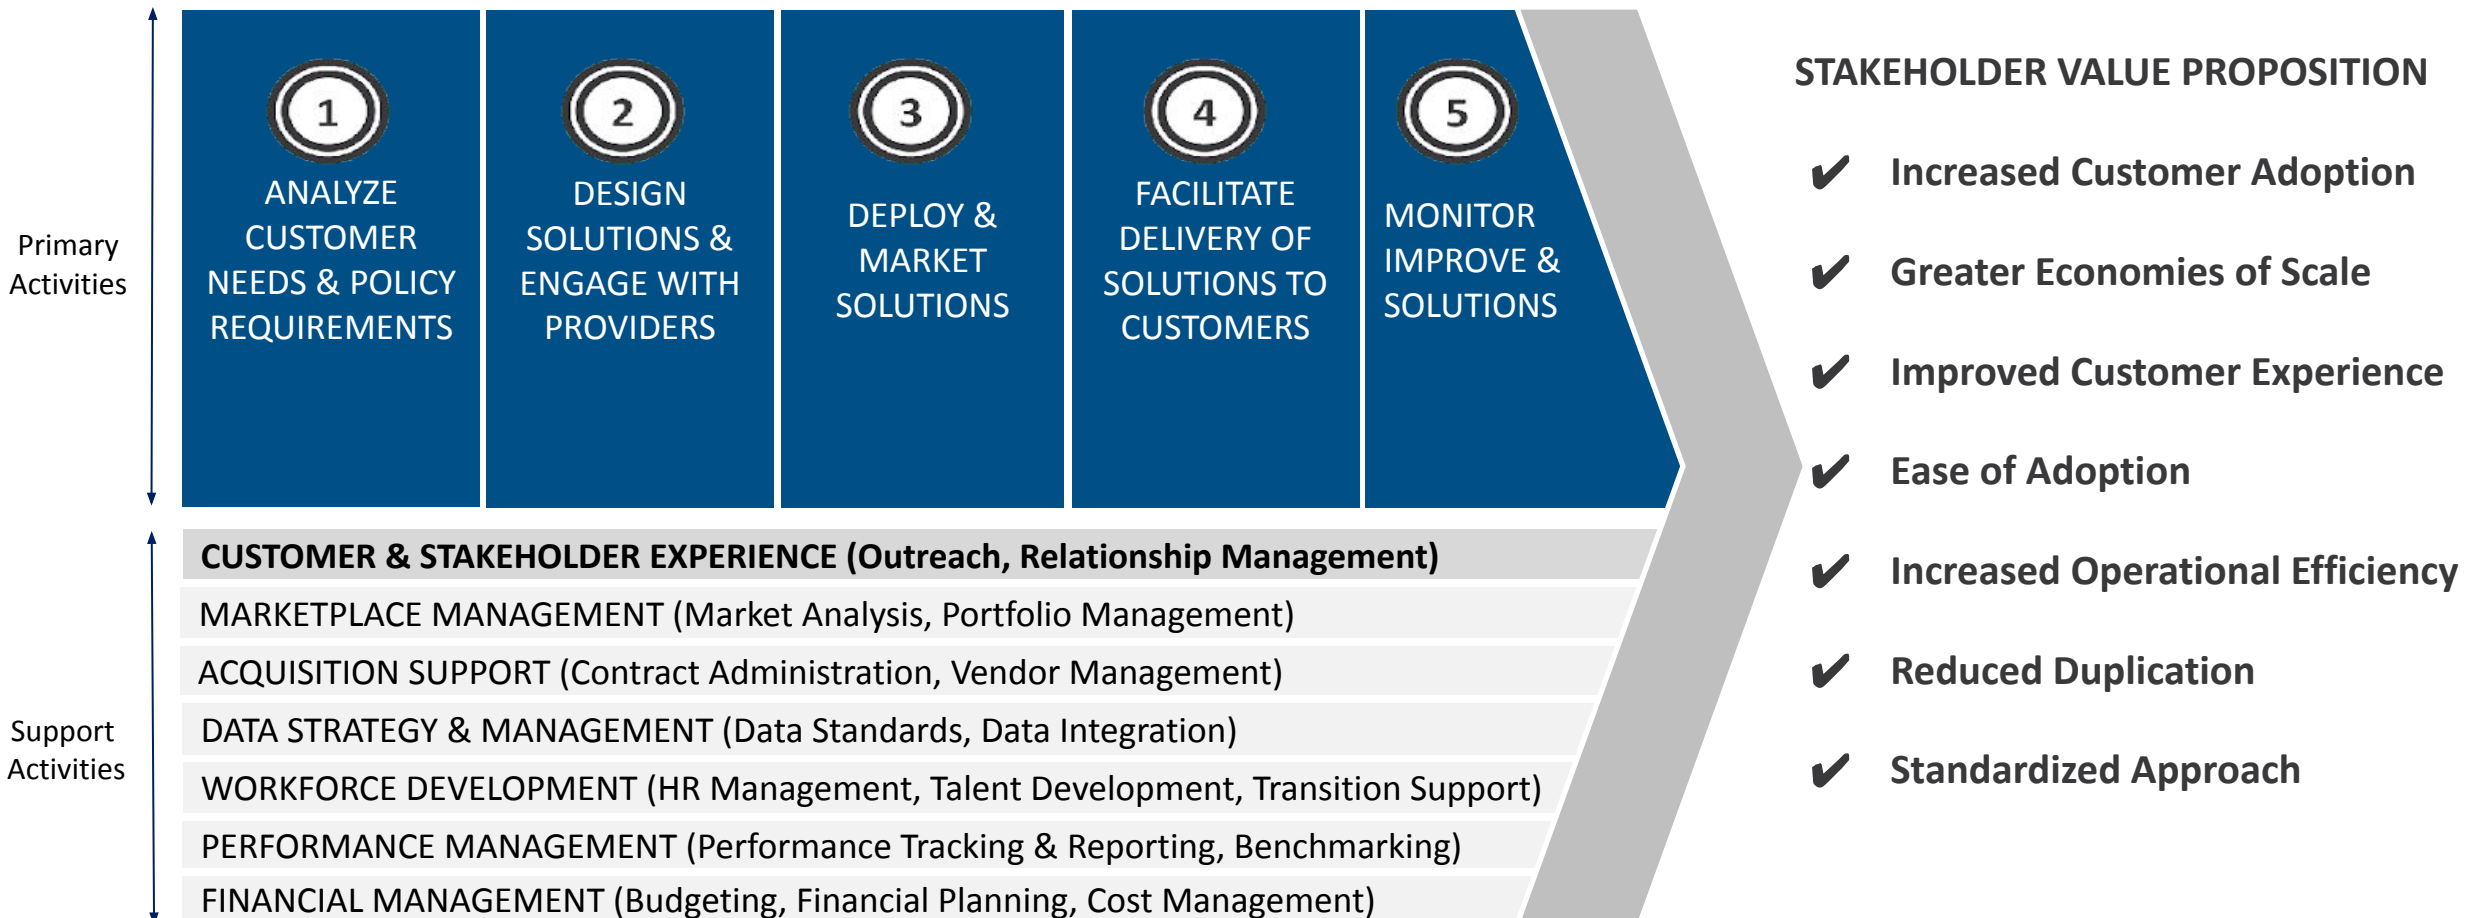 Primary
Activities
1
ANALYZE
CUSTOMER
NEEDS & POLICY
REQUIREMENTS
2
DESIGN
SOLUTIONS &
ENGAGE WITH
PROVIDERS
3
DEPLOY &
MARKET
SOLUTIONS
4
FACILITATE
DELIVERY OF
SOLUTIONS TO
CUSTOMERS
5
MONITOR
IMPROVE &
SOLUTIONS
Support
Activities
CUSTOMER & STAKEHOLDER EXPERIENCE (Outreach, Relationship Management)
MARKETPLACE MANAGEMENT (Market Analysis, Portfolio Management)
ACQUISITION SUPPORT (Contract Administration, Vendor Management)
DATA STRATEGY & MANAGEMENT (Data Standards, Data Integration)
WORKFORCE DEVELOPMENT (HR Management, Talent Development, Transition Support)
PERFORMANCE MANAGEMENT (Performance Tracking & Reporting, Benchmarking)
FINANCIAL MANAGEMENT (Budgeting, Financial Planning, Cost Management)
STAKEHOLDER VALUE PROPOSITION
✔ Increased Customer Adoption
✔ Greater Economies of Scale
✔ Improved Customer Experience
✔ Ease of Adoption
✔ Increased Operational Efficiency
✔ Reduced Duplication
✔ Standardized Approach